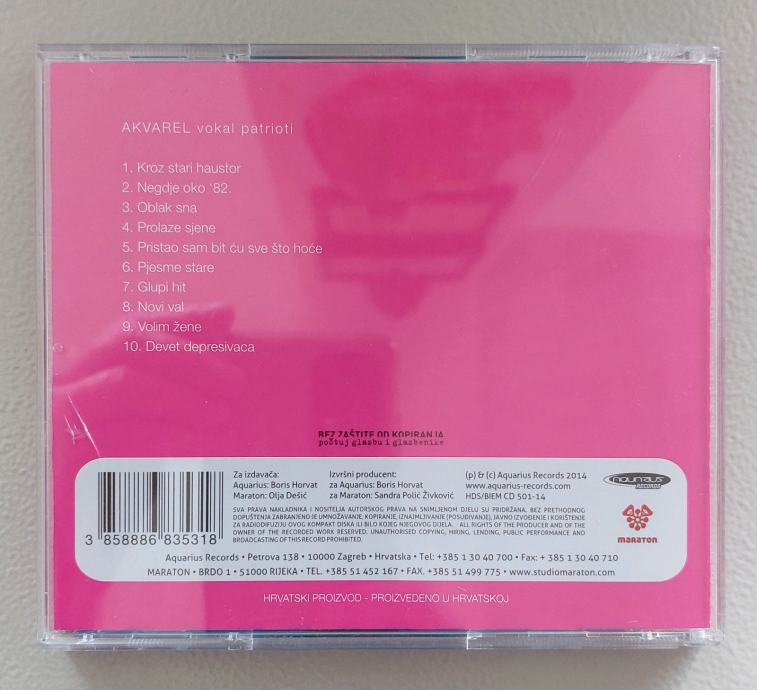 AKVAREL vokal patrioti
1. Kroz stari haustor
2. Negdje oko '82.
3. Oblak sna
4. Prolaze sjene
5. Pristao sam bit ću sve što hoće
6. Pjesme stare
7. Glupi hit
8. Novi val
9. Volim žene
10. Devet depresivaca
BEZ ZAŠTITE OD KOPIRANJA
poštuj glazbu i glazbenike
3 858886 835318
Za izdavača:
Aquarius: Boris Horvat
Maraton: Olja Dešić
Izvršni producent:
za Aquarius: Boris Horvat
za Maraton: Sandra Polić Živković
(p) & (c) Aquarius Records 2014
www.aquarius-records.com
HDS/BIEM CD 501-14
aquarius
RECORDS
maraton
SVA PRAVA NAKLADNIKA I NOSITELJA AUTORSKOG PRAVA NA SNIMLJENOM DJELU SU PRIDRŽANA. BEZ PRETHODNOG
DOPUŠTENJA ZABRANJENO JE UMNOŽAVANJE, KOPIRANJE, IZNAJMLJIVANJE (POSUĐIVANJE), JAVNO IZVOĐENJE I KORIŠTENJE
ZA RADIODIFUZIJU OVOG KOMPAKT DISKA ILI BILO KOJEG NJEGOVOG DIJELA. ALL RIGHTS OF THE PRODUCER AND OF THE
OWNER OF THE RECORDED WORK RESERVED. UNAUTHORISED COPYING, HIRING, LENDING, PUBLIC PERFORMANCE AND
BROADCASTING OF THIS RECORD PROHIBITED.
Aquarius Records • Petrova 138 • 10000 Zagreb • Hrvatska • Tel: +385 1 30 40 700 • Fax: + 385 1 30 40 710
MARATON • BRDO 1 • 51000 RIJEKA • TEL. +385 51 452 167 • FAX. +385 51 499 775 • www.studiomaraton.com
HRVATSKI PROIZVOD - PROIZVEDENO U HRVATSKOJ